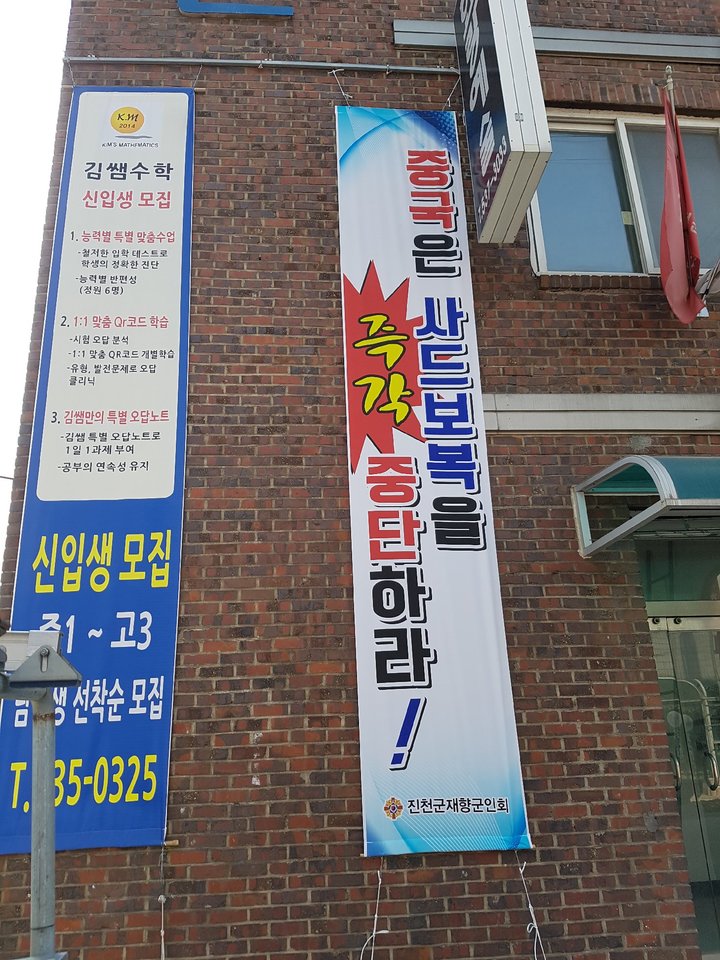 K.M
2014
KIM'S MATHEMATICS
김쌤수학
신입생 모집
1. 능력별 특별 맞춤수업
-철저한 입학 테스트로
학생의 정확한 진단
-능력별 반편성
(정원 6명)
2. 1:1 맞춤 Qr코드 학습
-시험 오답 분석
-1:1 맞춤 QR코드 개별학습
-유형, 발전문제로 오답
클리닉
3. 김쌤만의 특별 오답노트
-김쌤 특별 오답노트로
1일 1과제 부여
-공부의 연속성 유지
신입생 모집
중1 ~ 고3
선착순 모집
T. 35-0325
중국은 사드보복을
즉각 중단하라!
진천군재향군인회